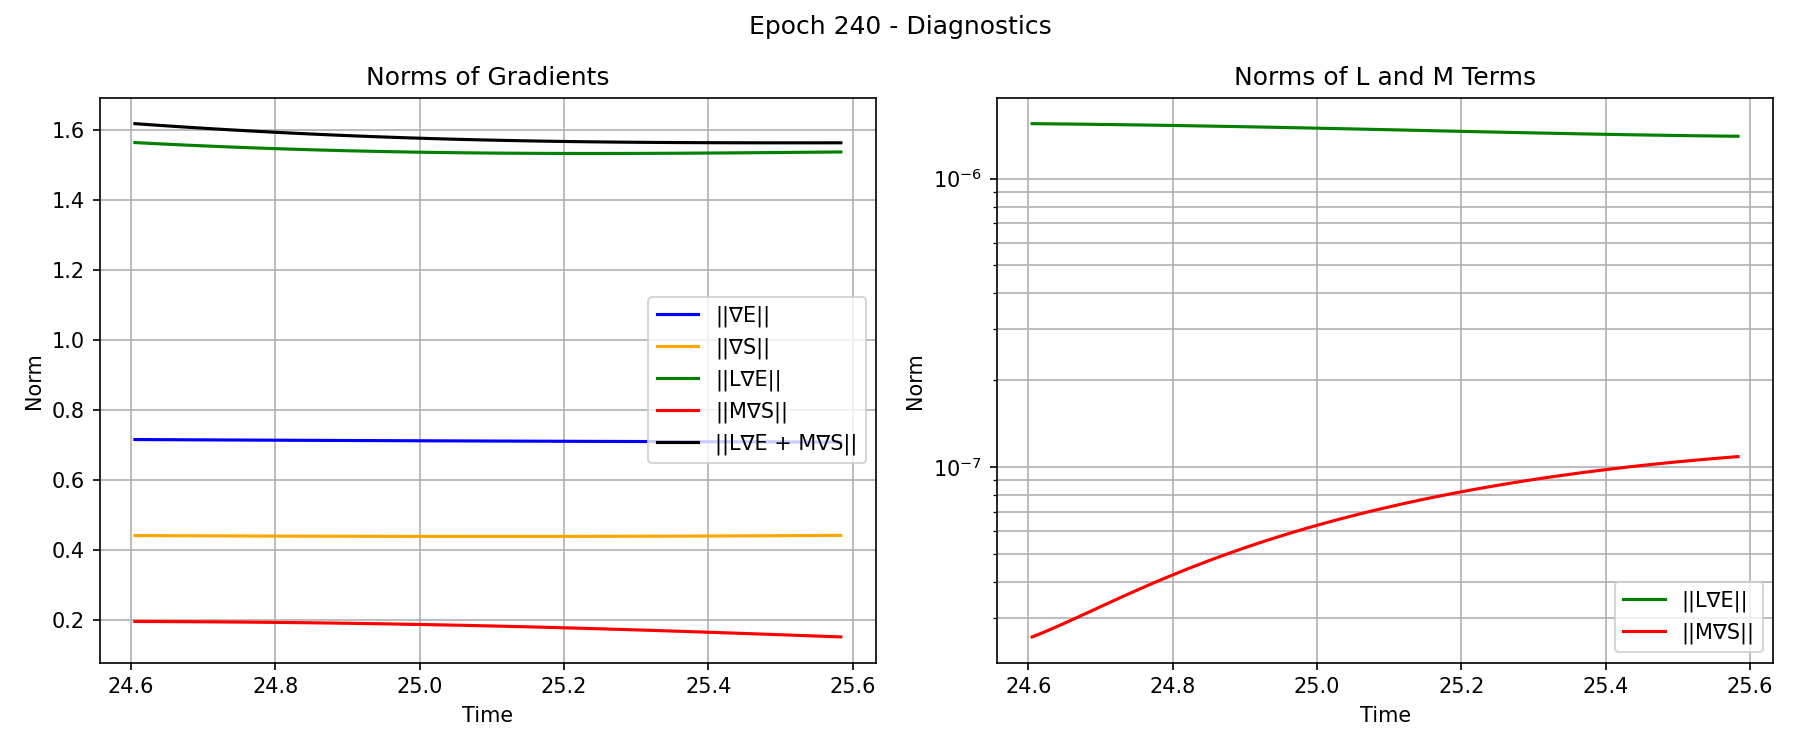 Epoch 240 - Diagnostics
Norms of Gradients
Norm
1.6
1.4
1.2
1.0
0.8
0.6
0.4
0.2
||∇E||
||∇S||
||L∇E||
||M∇S||
||L∇E + M∇S||
24.6 24.8 25.0 25.2 25.4 25.6
Time
Norms of L and M Terms
Norm
10⁻⁶
10⁻⁷
||L∇E||
||M∇S||
24.6 24.8 25.0 25.2 25.4 25.6
Time